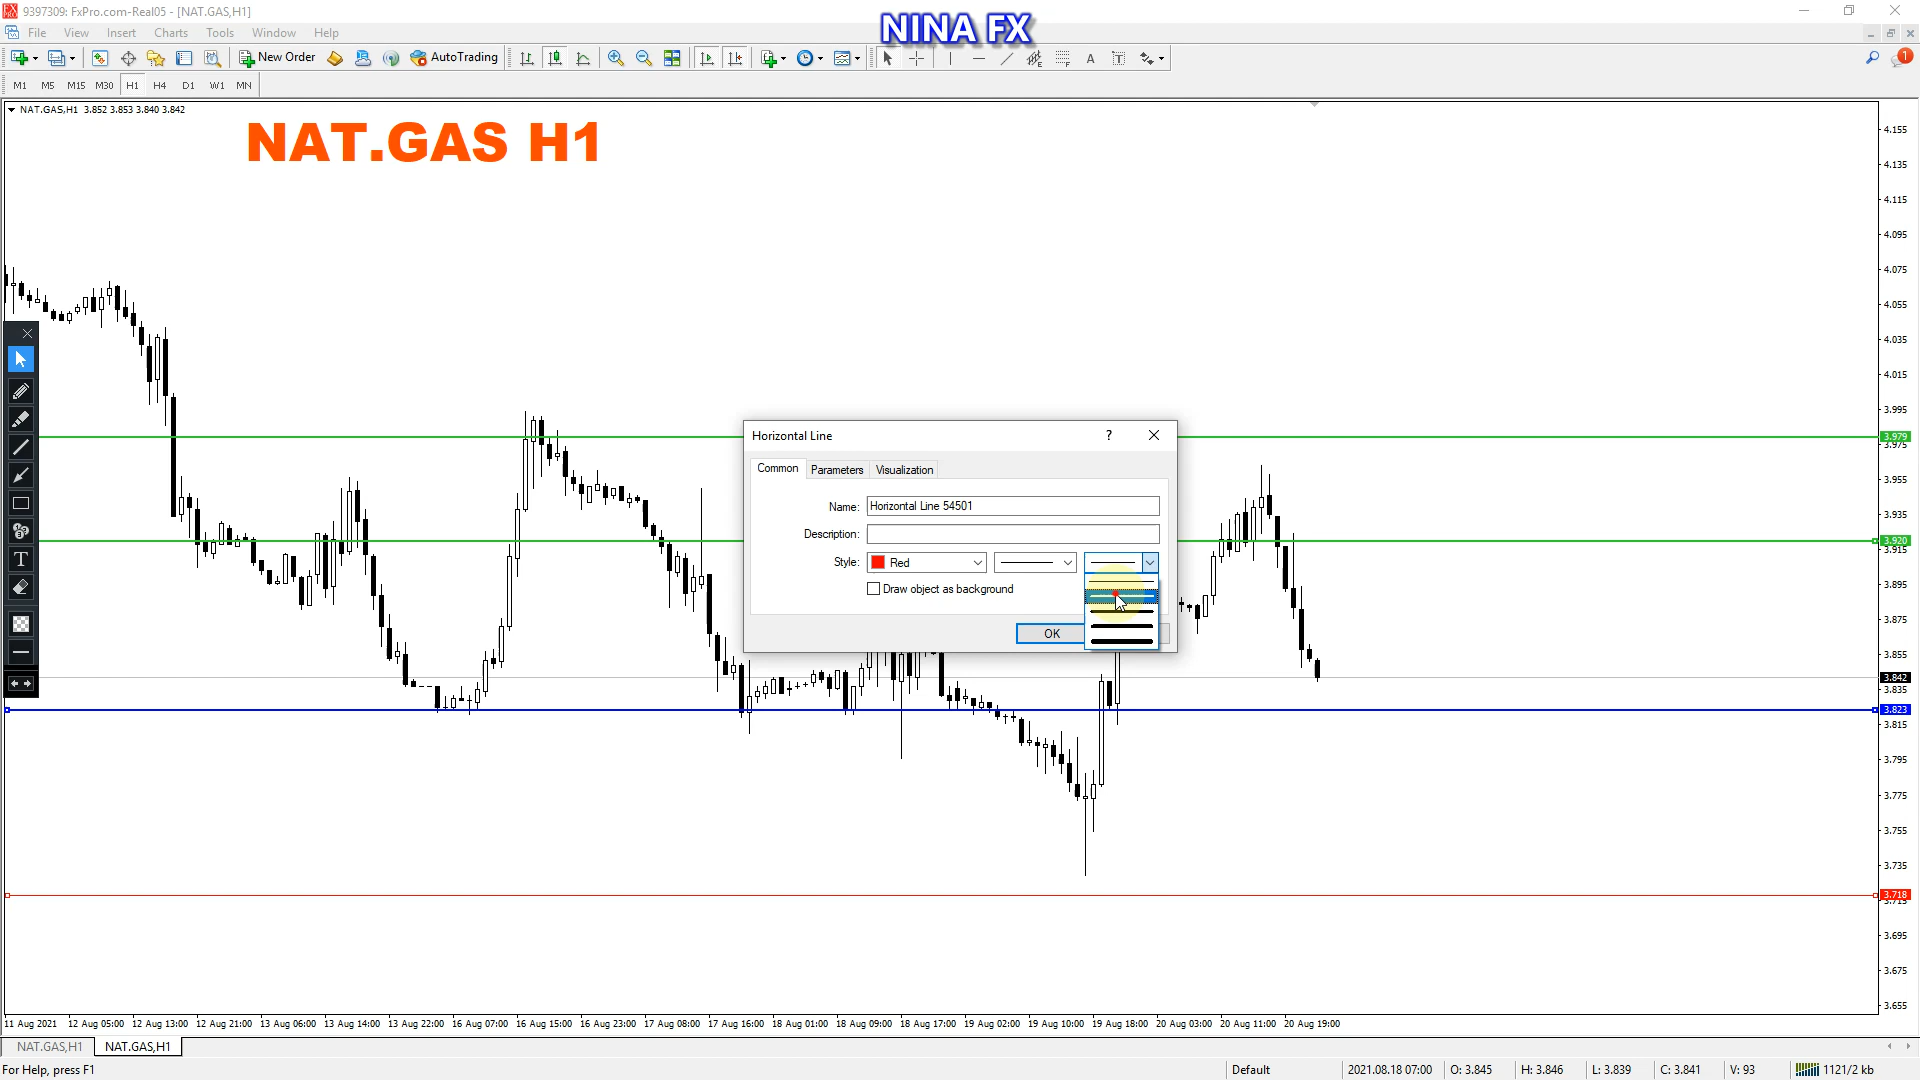 9397309: FxPro.com-Real05 - [NAT.GAS,H1]
NINA FX
File View Insert Charts Tools Window Help
New Order AutoTrading
1
M1 M5 M15 M30 H1 H4 D1 W1 MN
NAT.GAS,H1 3.852 3.853 3.840 3.842
NAT.GAS H1
4.155
4.135
4.115
4.095
4.075
4.055
4.035
4.015
3.995
3.979
3.975
3.955
3.935
3.920
3.915
3.895
3.875
3.855
3.842
3.835
3.823
3.815
3.795
3.775
3.755
3.735
3.718
3.715
3.695
3.675
3.655
Horizontal Line ?
Common Parameters Visualization
Name: Horizontal Line 54501
Description:
Style: Red
Draw object as background
OK
T
11 Aug 2021 12 Aug 05:00 12 Aug 13:00 12 Aug 21:00 13 Aug 06:00 13 Aug 14:00 13 Aug 22:00 16 Aug 07:00 16 Aug 15:00 16 Aug 23:00 17 Aug 08:00 17 Aug 16:00 18 Aug 01:00 18 Aug 09:00 18 Aug 17:00 19 Aug 02:00 19 Aug 10:00 19 Aug 18:00 20 Aug 03:00 20 Aug 11:00 20 Aug 19:00
NAT.GAS,H1 NAT.GAS,H1
For Help, press F1 Default 2021.08.18 07:00 O: 3.845 H: 3.846 L: 3.839 C: 3.841 V: 93 1121/2 kb